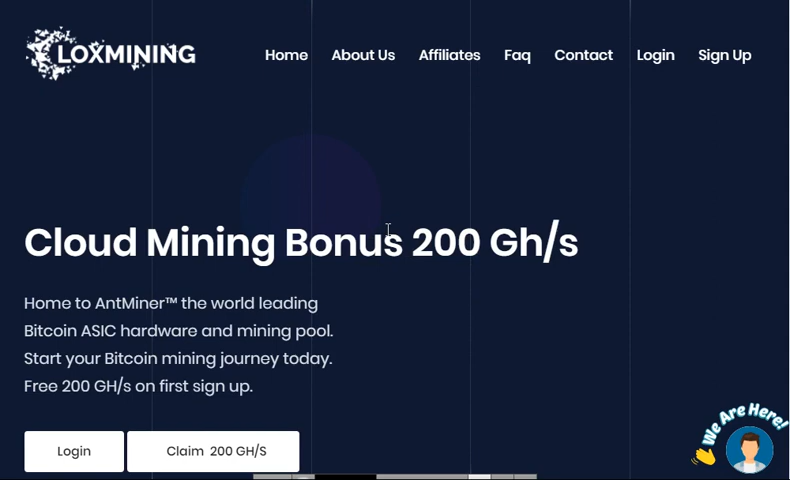 LOXMINING
Home About Us Affiliates Faq Contact Login Sign Up
Cloud Mining Bonus 200 Gh/s
Home to AntMiner™ the world leading
Bitcoin ASIC hardware and mining pool.
Start your Bitcoin mining journey today.
Free 200 GH/s on first sign up.
Login Claim 200 GH/S
We Are Here!